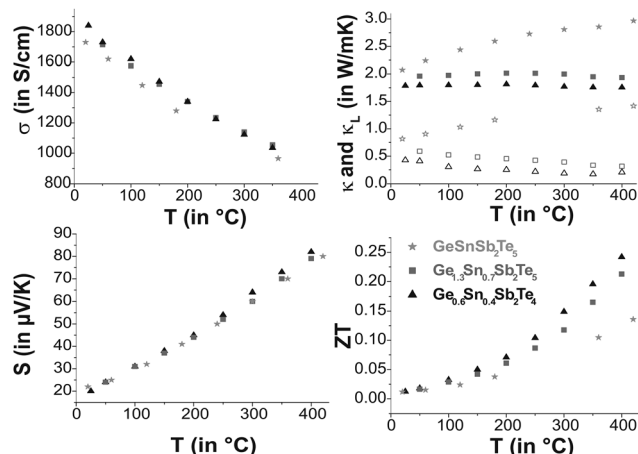 σ (in S/cm)
1800
1600
1400
1200
1000
800
0 100 200 300 400
T (in °C)
κ and κL (in W/mK)
3.0
2.5
2.0
1.5
1.0
0.5
0.0
0 100 200 300 400
T (in °C)
S (in µV/K)
90
80
70
60
50
40
30
20
0 100 200 300 400
T (in °C)
ZT
0.25
0.20
0.15
0.10
0.05
0.00
GeSnSb₂Te₅
Ge₁.₃Sn₀.₇Sb₂Te₅
Ge₀.₆Sn₀.₄Sb₂Te₄
0 100 200 300 400
T (in °C)